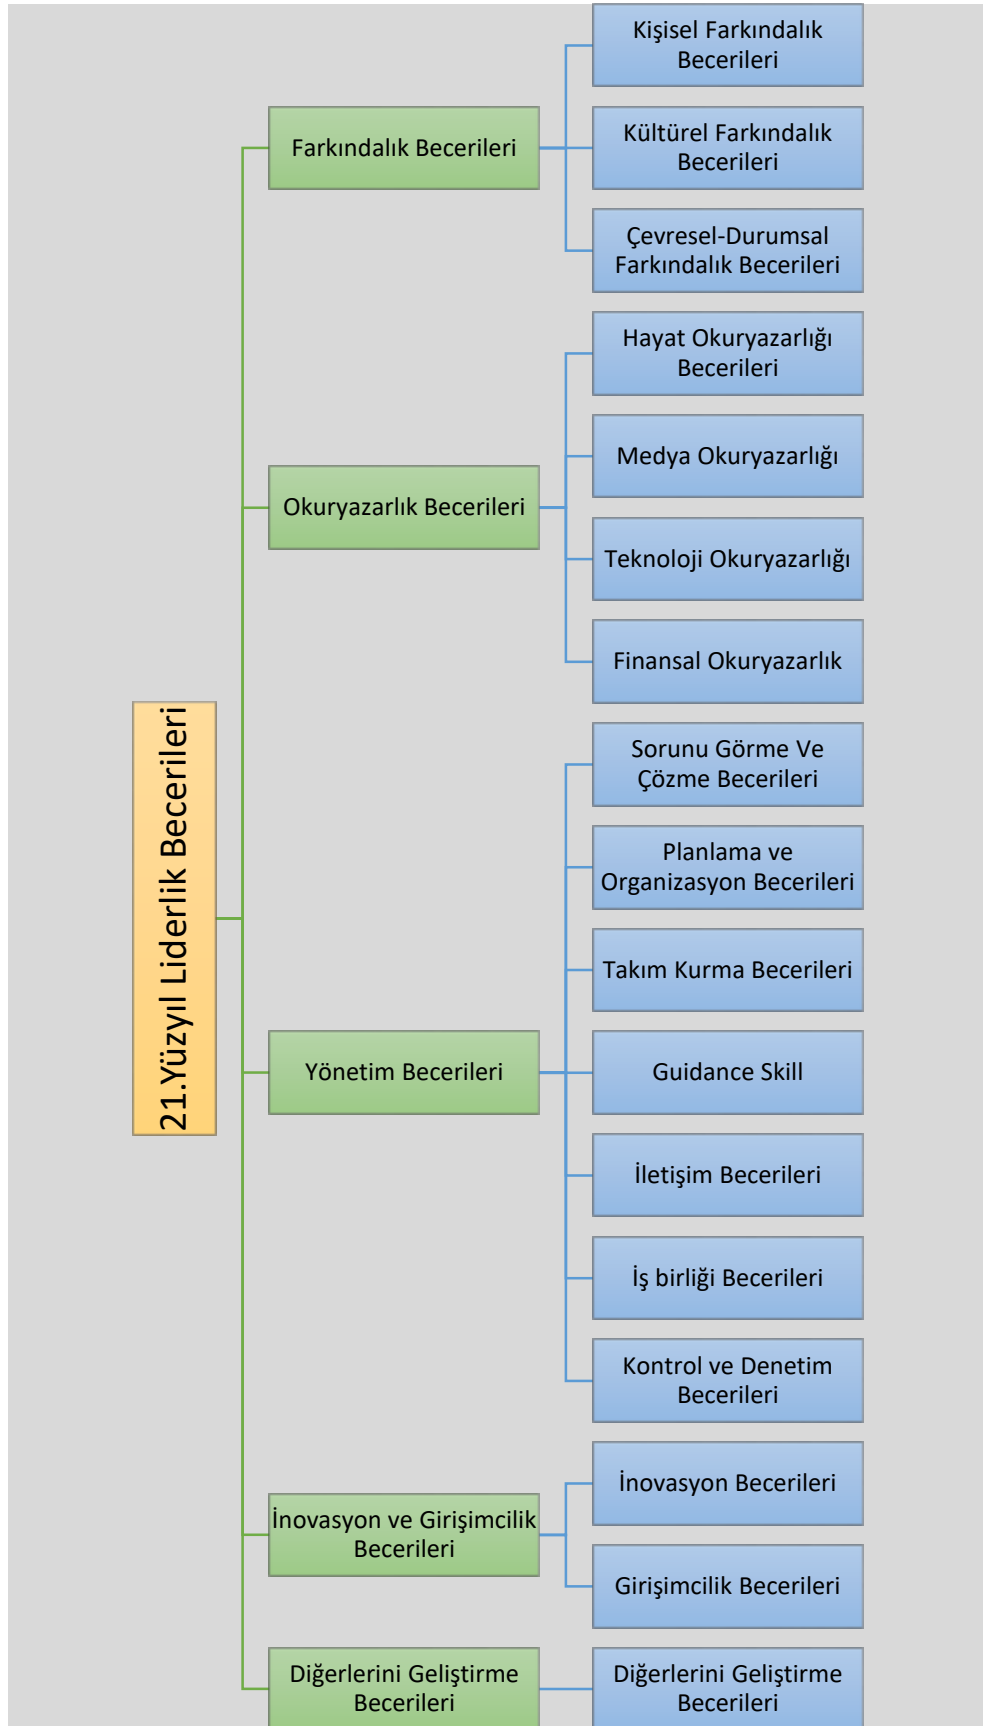 21.Yüzyıl Liderlik Becerileri
Farkındalık Becerileri
Kişisel Farkındalık
Becerileri
Kültürel Farkındalık
Becerileri
Çevresel-Durumsal
Farkındalık Becerileri
Okuryazarlık Becerileri
Hayat Okuryazarlığı
Becerileri
Medya Okuryazarlığı
Teknoloji Okuryazarlığı
Finansal Okuryazarlık
Yönetim Becerileri
Sorunu Görme Ve
Çözme Becerileri
Planlama ve
Organizasyon Becerileri
Takım Kurma Becerileri
Guidance Skill
İletişim Becerileri
İş birliği Becerileri
Kontrol ve Denetim
Becerileri
İnovasyon ve Girişimcilik
Becerileri
İnovasyon Becerileri
Girişimcilik Becerileri
Diğerlerini Geliştirme
Becerileri
Diğerlerini Geliştirme
Becerileri